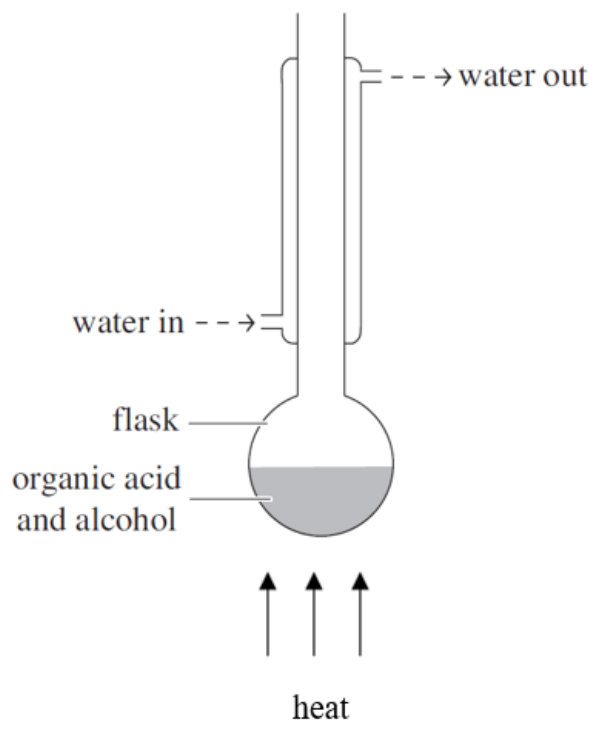 water out
water in
flask
organic acid
and alcohol
heat